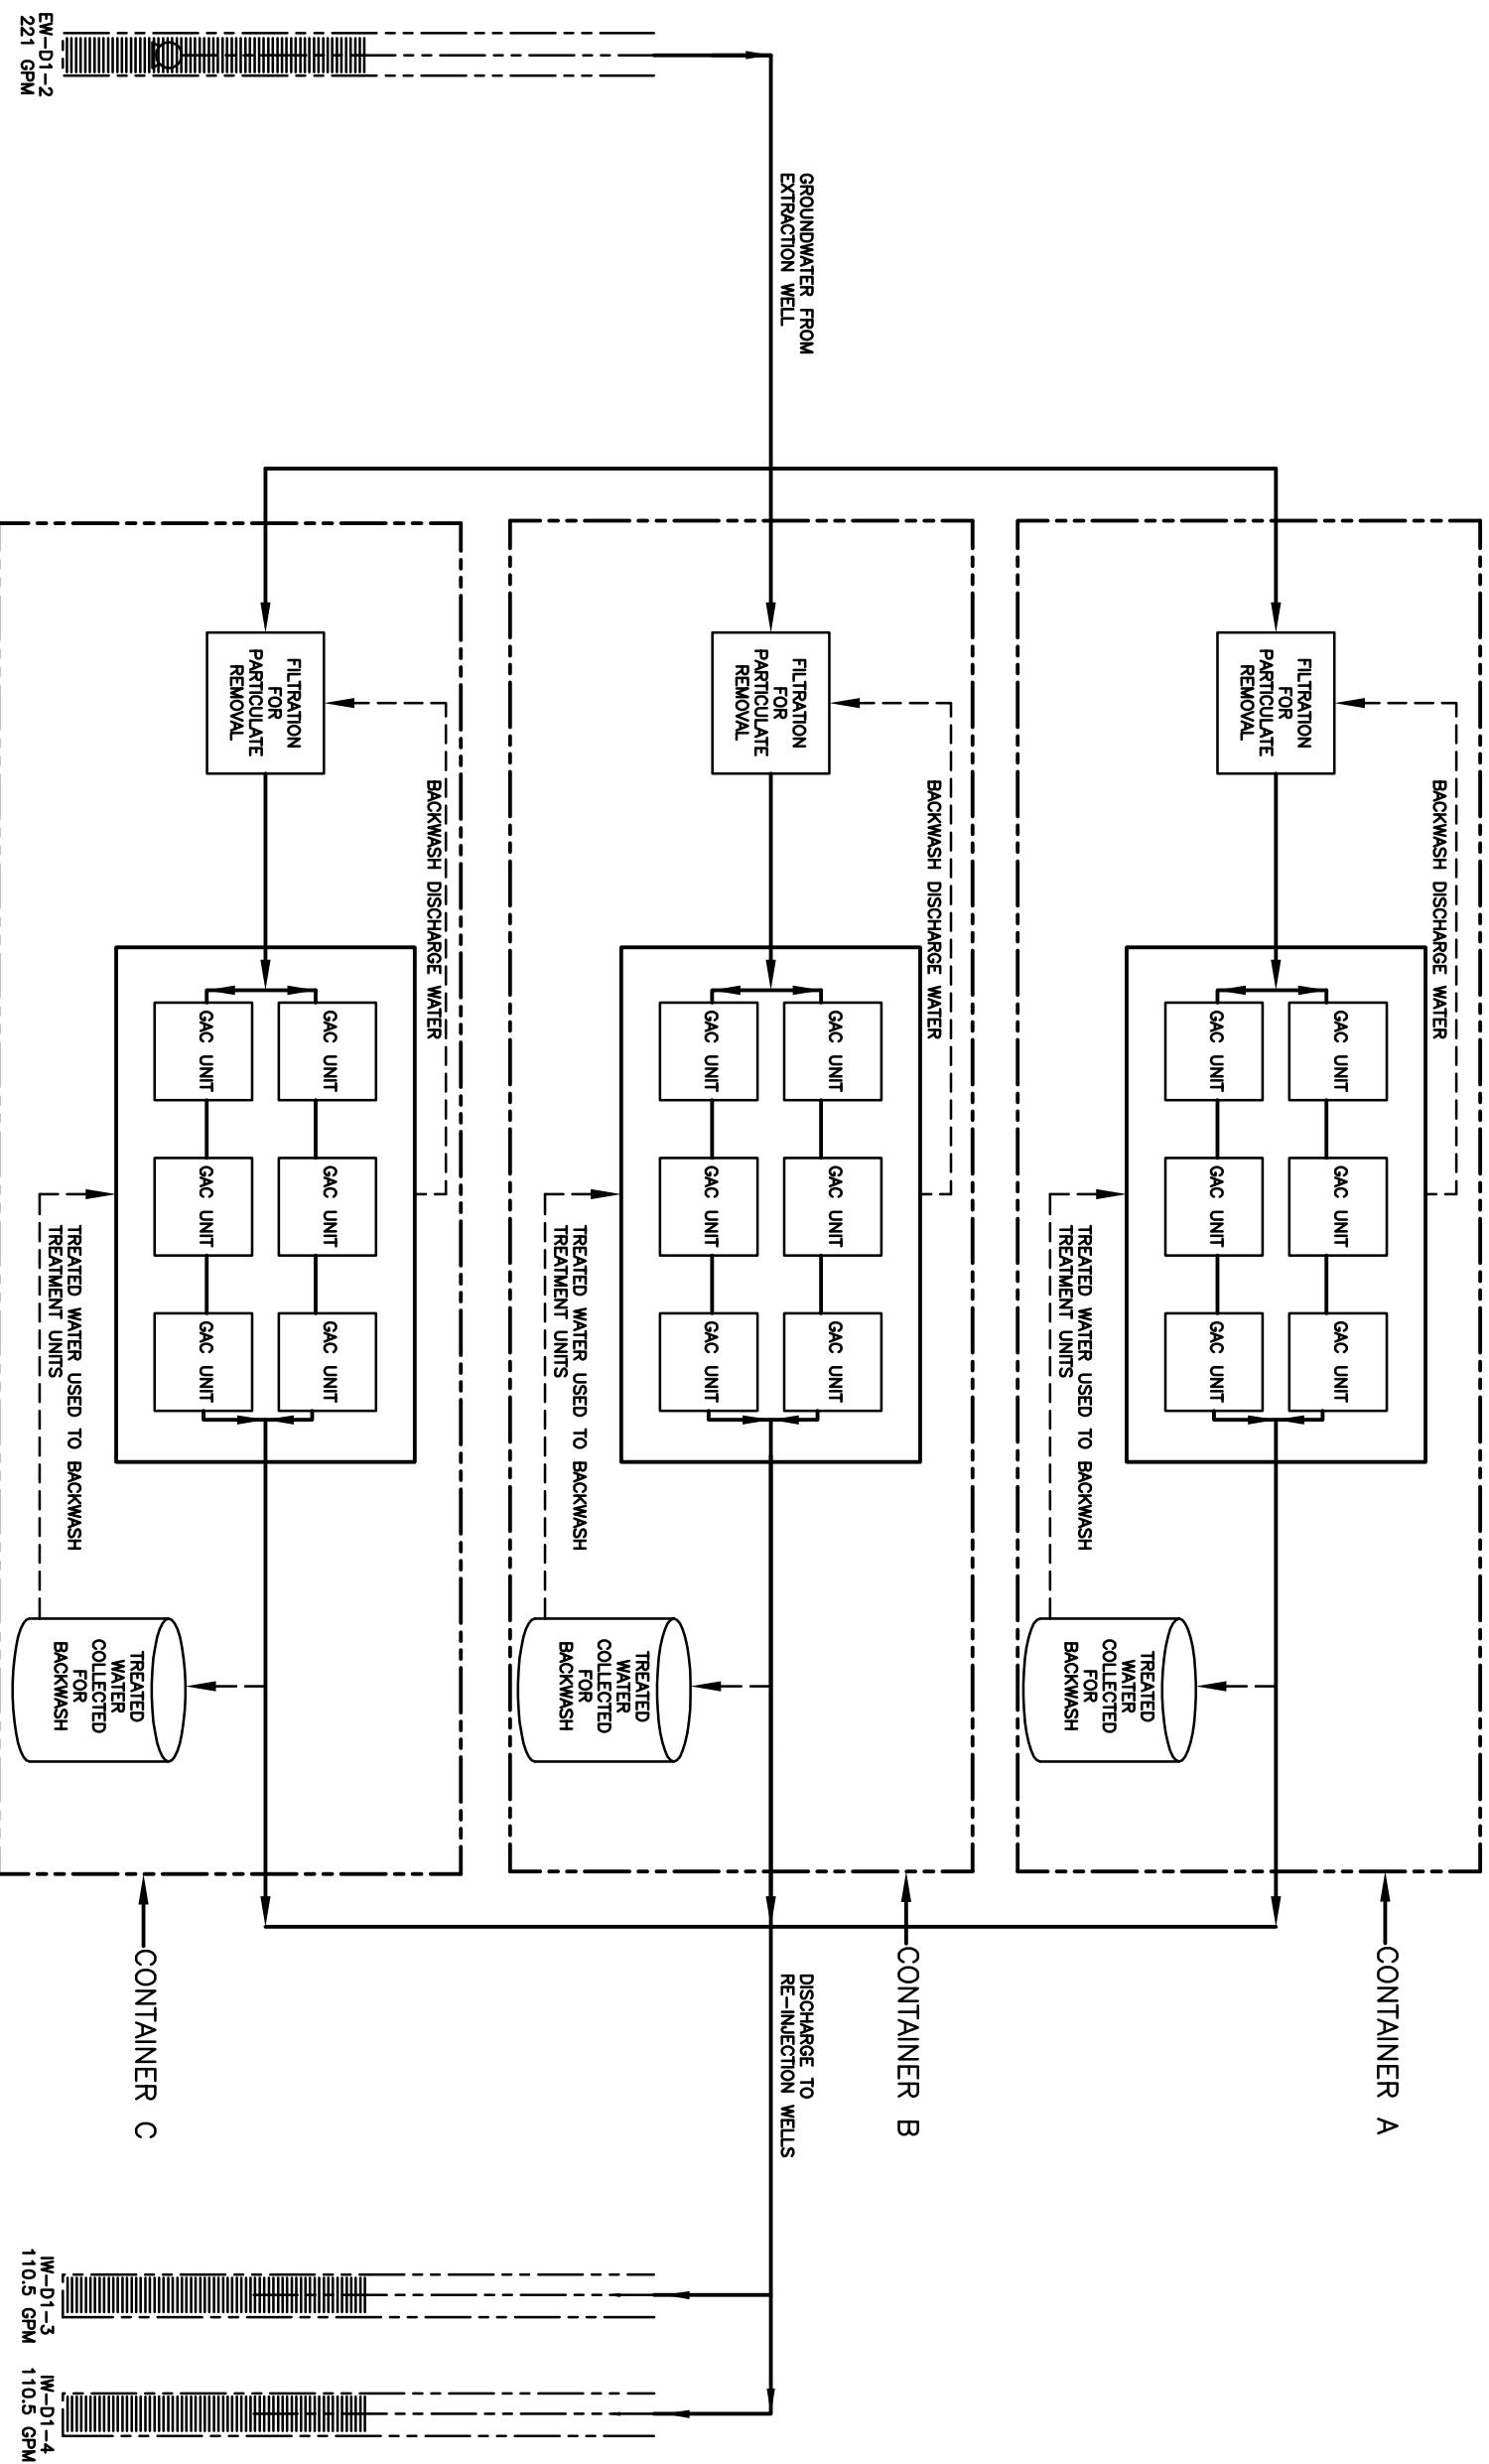 GROUNDWATER FROM
EXTRACTION WELL
EW-D1-2
221 GPM
BACKWASH DISCHARGE WATER
FILTRATION
FOR
PARTICULATE
REMOVAL
GAC UNIT
GAC UNIT
GAC UNIT
GAC UNIT
GAC UNIT
GAC UNIT
TREATED WATER USED TO BACKWASH
TREATMENT UNITS
TREATED
WATER
COLLECTED
FOR
BACKWASH
CONTAINER A
BACKWASH DISCHARGE WATER
FILTRATION
FOR
PARTICULATE
REMOVAL
GAC UNIT
GAC UNIT
GAC UNIT
GAC UNIT
GAC UNIT
GAC UNIT
TREATED WATER USED TO BACKWASH
TREATMENT UNITS
TREATED
WATER
COLLECTED
FOR
BACKWASH
CONTAINER B
BACKWASH DISCHARGE WATER
FILTRATION
FOR
PARTICULATE
REMOVAL
GAC UNIT
GAC UNIT
GAC UNIT
GAC UNIT
GAC UNIT
GAC UNIT
TREATED WATER USED TO BACKWASH
TREATMENT UNITS
TREATED
WATER
COLLECTED
FOR
BACKWASH
CONTAINER C
DISCHARGE TO
RE-INJECTION WELLS
IW-D1-3
110.5 GPM
IW-D1-4
110.5 GPM